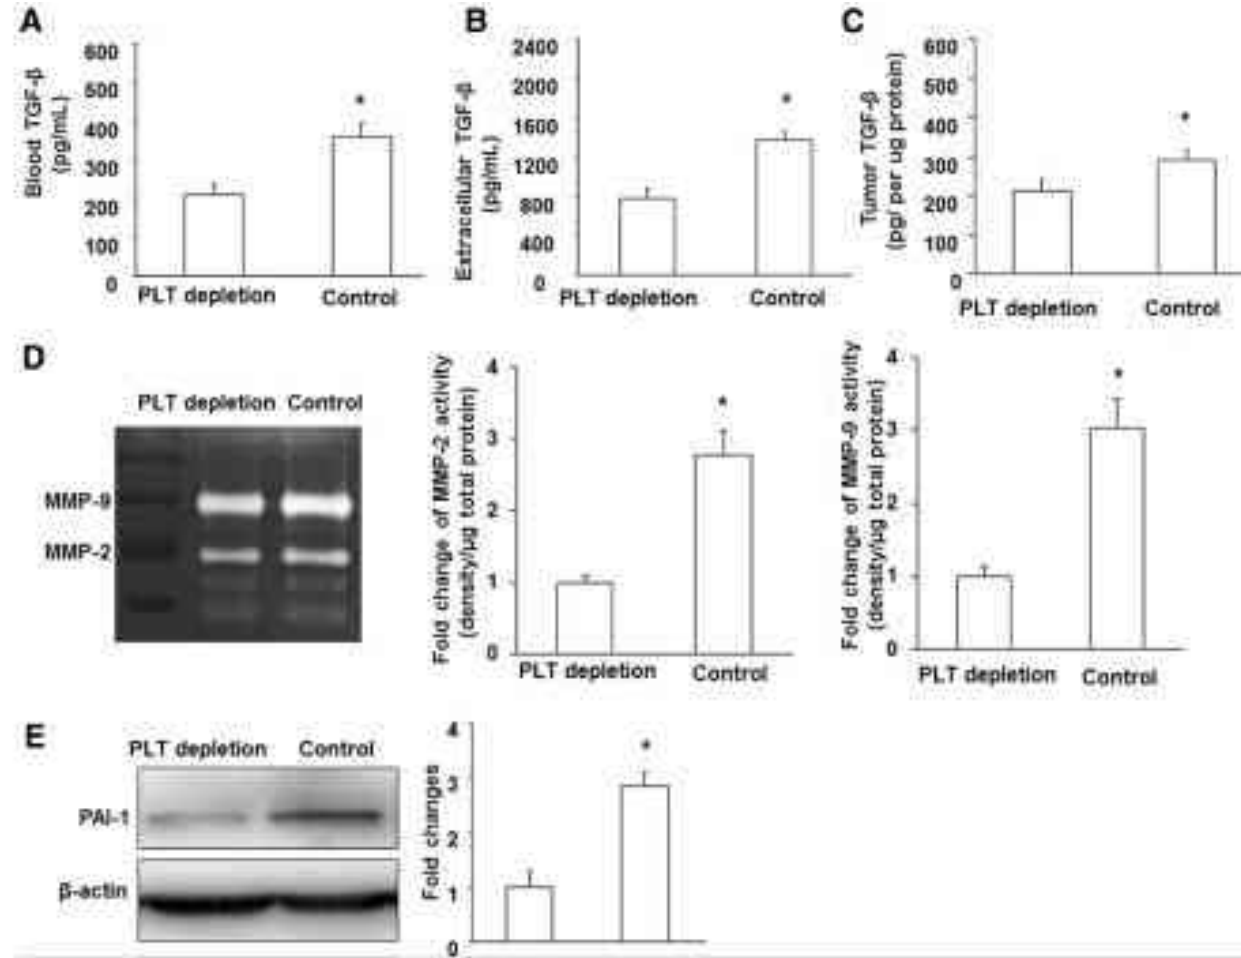 A
600
500
400
300
200
100
0
Blood TGF-β
(pg/mL)
*
PLT depletion Control
B
2400
2000
1600
1200
800
400
0
Extracellular TGF-β
(pg/mL)
*
PLT depletion Control
C
600
500
400
300
200
100
0
Tumor TGF-β
(pg/ per ug protein)
*
PLT depletion Control
D
PLT depletion Control
MMP-9
MMP-2
4
3
2
1
0
Fold change of MMP-2 activity
(density/μg total protein)
*
PLT depletion Control
4
3
2
1
0
Fold change of MMP-9 activity
(density/μg total protein)
*
PLT depletion Control
E
PLT depletion Control
PAI-1
β-actin
4
3
2
1
0
Fold changes
*